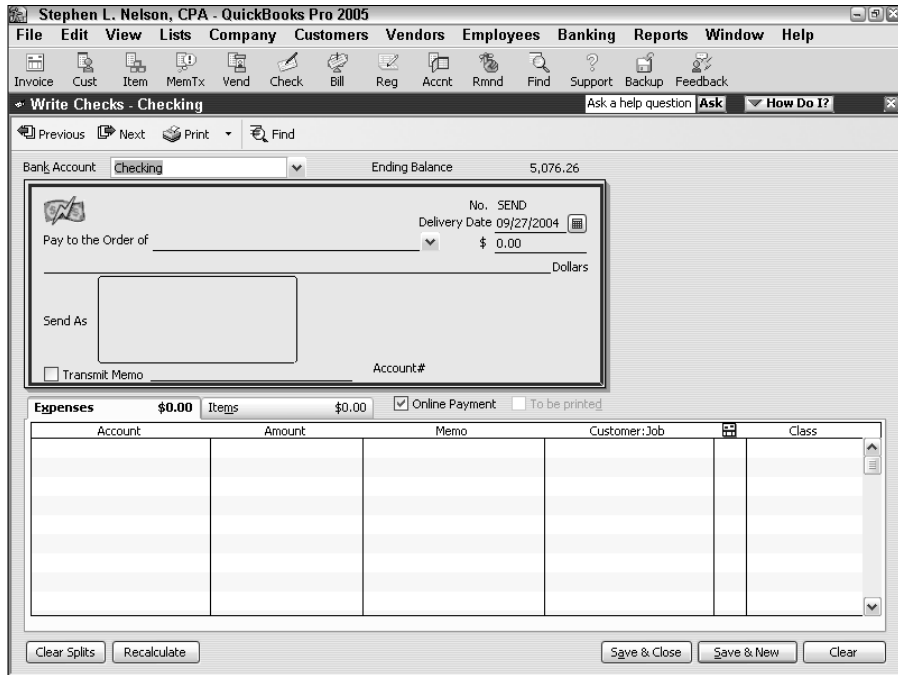 Stephen L. Nelson, CPA - QuickBooks Pro 2005
File Edit View Lists Company Customers Vendors Employees Banking Reports Window Help
Invoice Cust Item MemTx Vend Check Bill Reg Accnt Rmnd Find Support Backup Feedback
Write Checks - Checking Ask a help question Ask How Do I?
Previous Next Print Find
Bank Account Checking Ending Balance 5,076.26
No. SEND
Delivery Date 09/27/2004
Pay to the Order of $ 0.00
Dollars
Send As
Transmit Memo Account#
Expenses $0.00 Items $0.00 Online Payment To be printed
Account Amount Memo Customer:Job Class
Clear Splits Recalculate Save & Close Save & New Clear